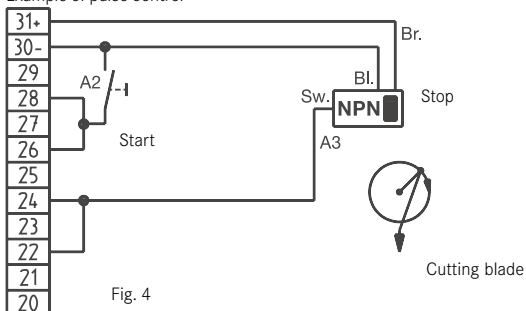 Example of pulse control
31+
Br.
30-
29
A2
Bl.
28
Sw.
NPN
Stop
27
Start
26
A3
25
24
23
22
21
Cutting blade
Fig. 4
20